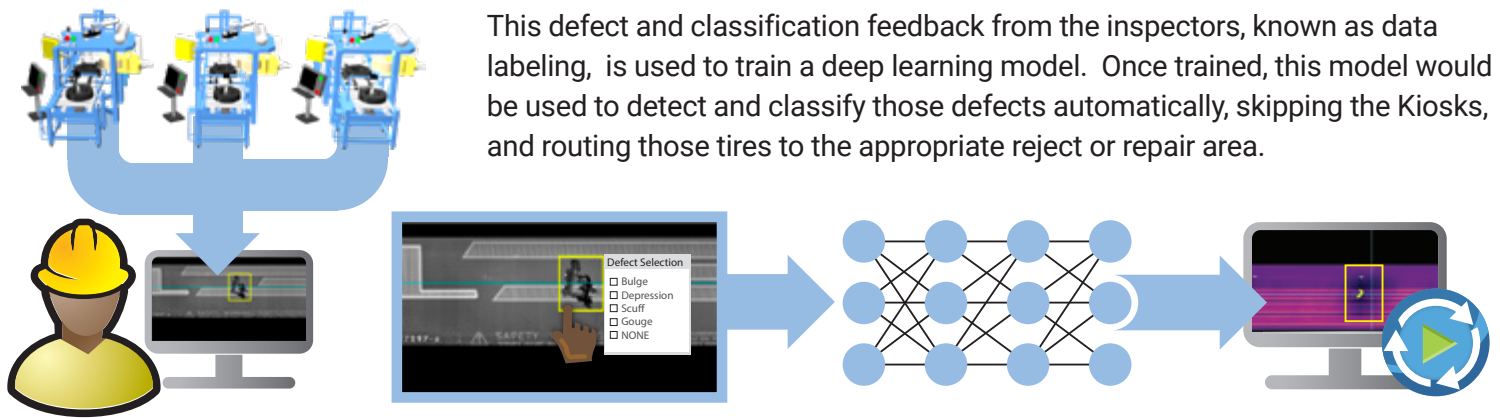 This defect and classification feedback from the inspectors, known as data
labeling,  is used to train a deep learning model.  Once trained, this model would
be used to detect and classify those defects automatically, skipping the Kiosks,
and routing those tires to the appropriate reject or repair area.
Defect Selection
Bulge
Depression
Scuff
Gouge
NONE
SAFETY